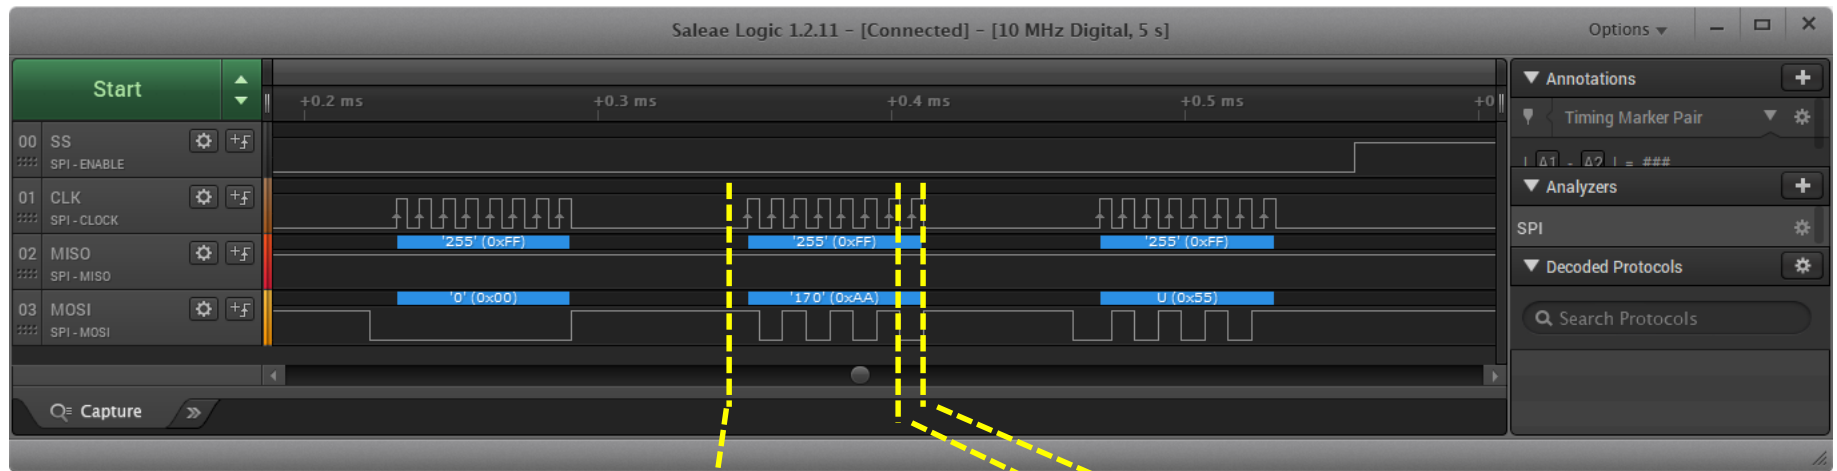 Saleae Logic 1.2.11 - [Connected] - [10 MHz Digital, 5 s]
Options
Start
+0.2 ms
+0.3 ms
+0.4 ms
+0.5 ms
+0
00 SS
SPI - ENABLE
01 CLK
SPI - CLOCK
02 MISO
SPI - MISO
03 MOSI
SPI - MOSI
'255' (0xFF)
'255' (0xFF)
'255' (0xFF)
'0' (0x00)
'170' (0xAA)
U (0x55)
Capture
Annotations
Timing Marker Pair
| A1 - A2 | = ###
Analyzers
SPI
Decoded Protocols
Search Protocols